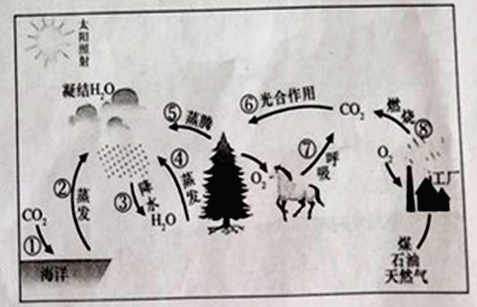 太阳照射
凝结H₂O
⑤蒸腾
⑥光合作用
CO₂
燃烧
⑧
⑦呼吸
O₂
O₂
工厂
②蒸发
③降水
H₂O
④蒸发
CO₂
①
海洋
煤
石油
天然气